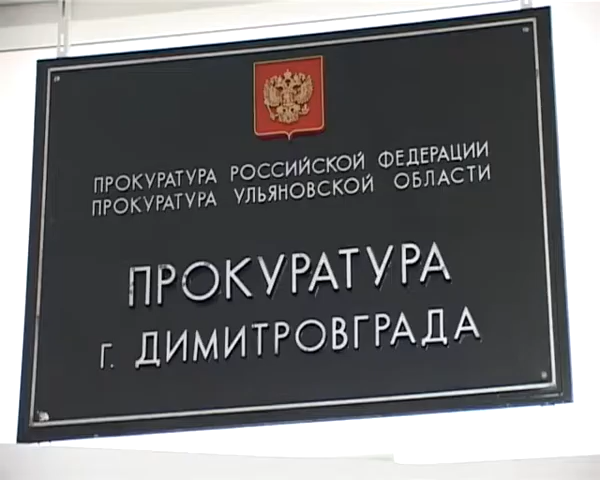 ПРОКУРАТУРА РОССИЙСКОЙ ФЕДЕРАЦИИ
ПРОКУРАТУРА УЛЬЯНОВСКОЙ ОБЛАСТИ
ПРОКУРАТУРА
г. ДИМИТРОВГРАДА